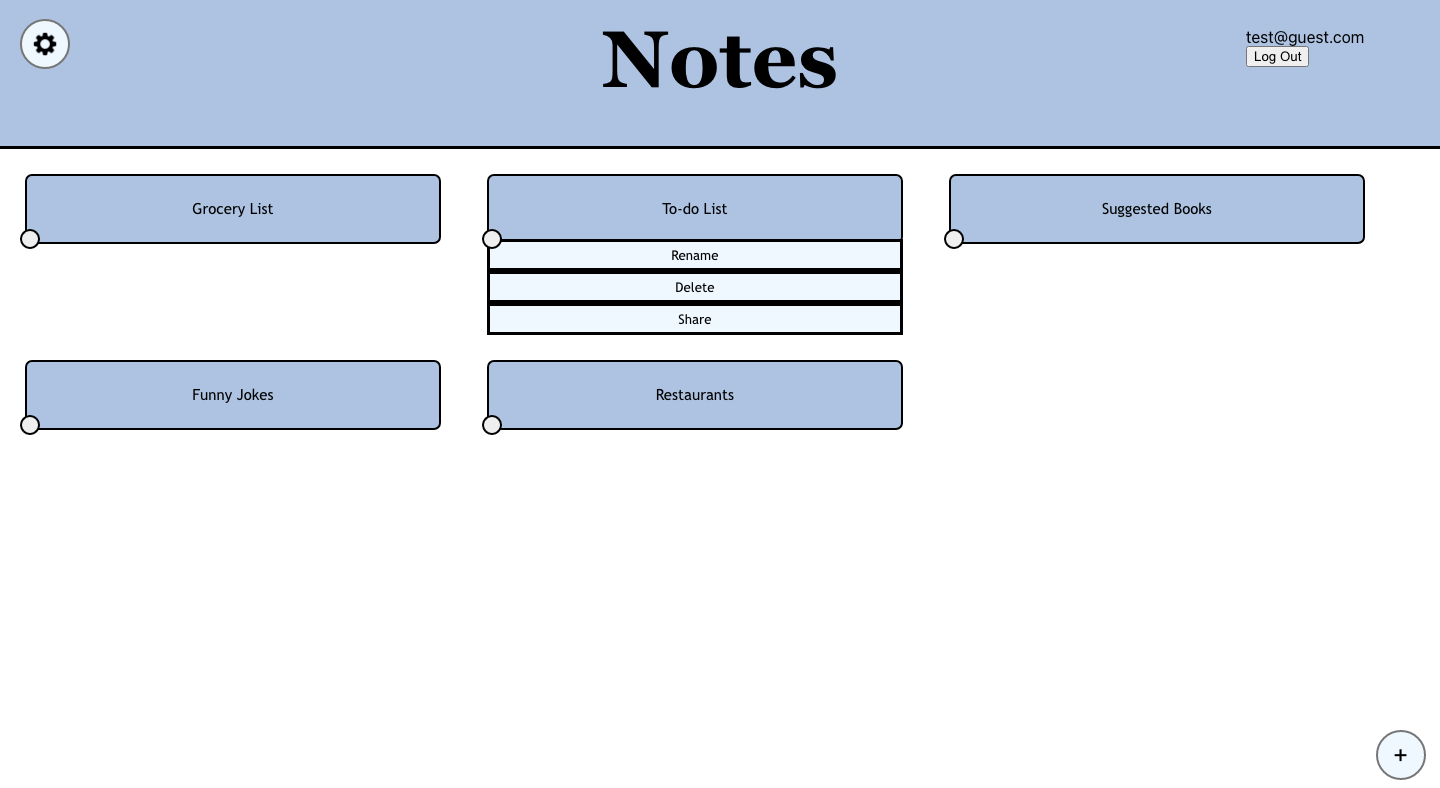 Notes
test@guest.com
Log Out
Grocery List
To-do List
Suggested Books
Rename
Delete
Share
Funny Jokes
Restaurants
+